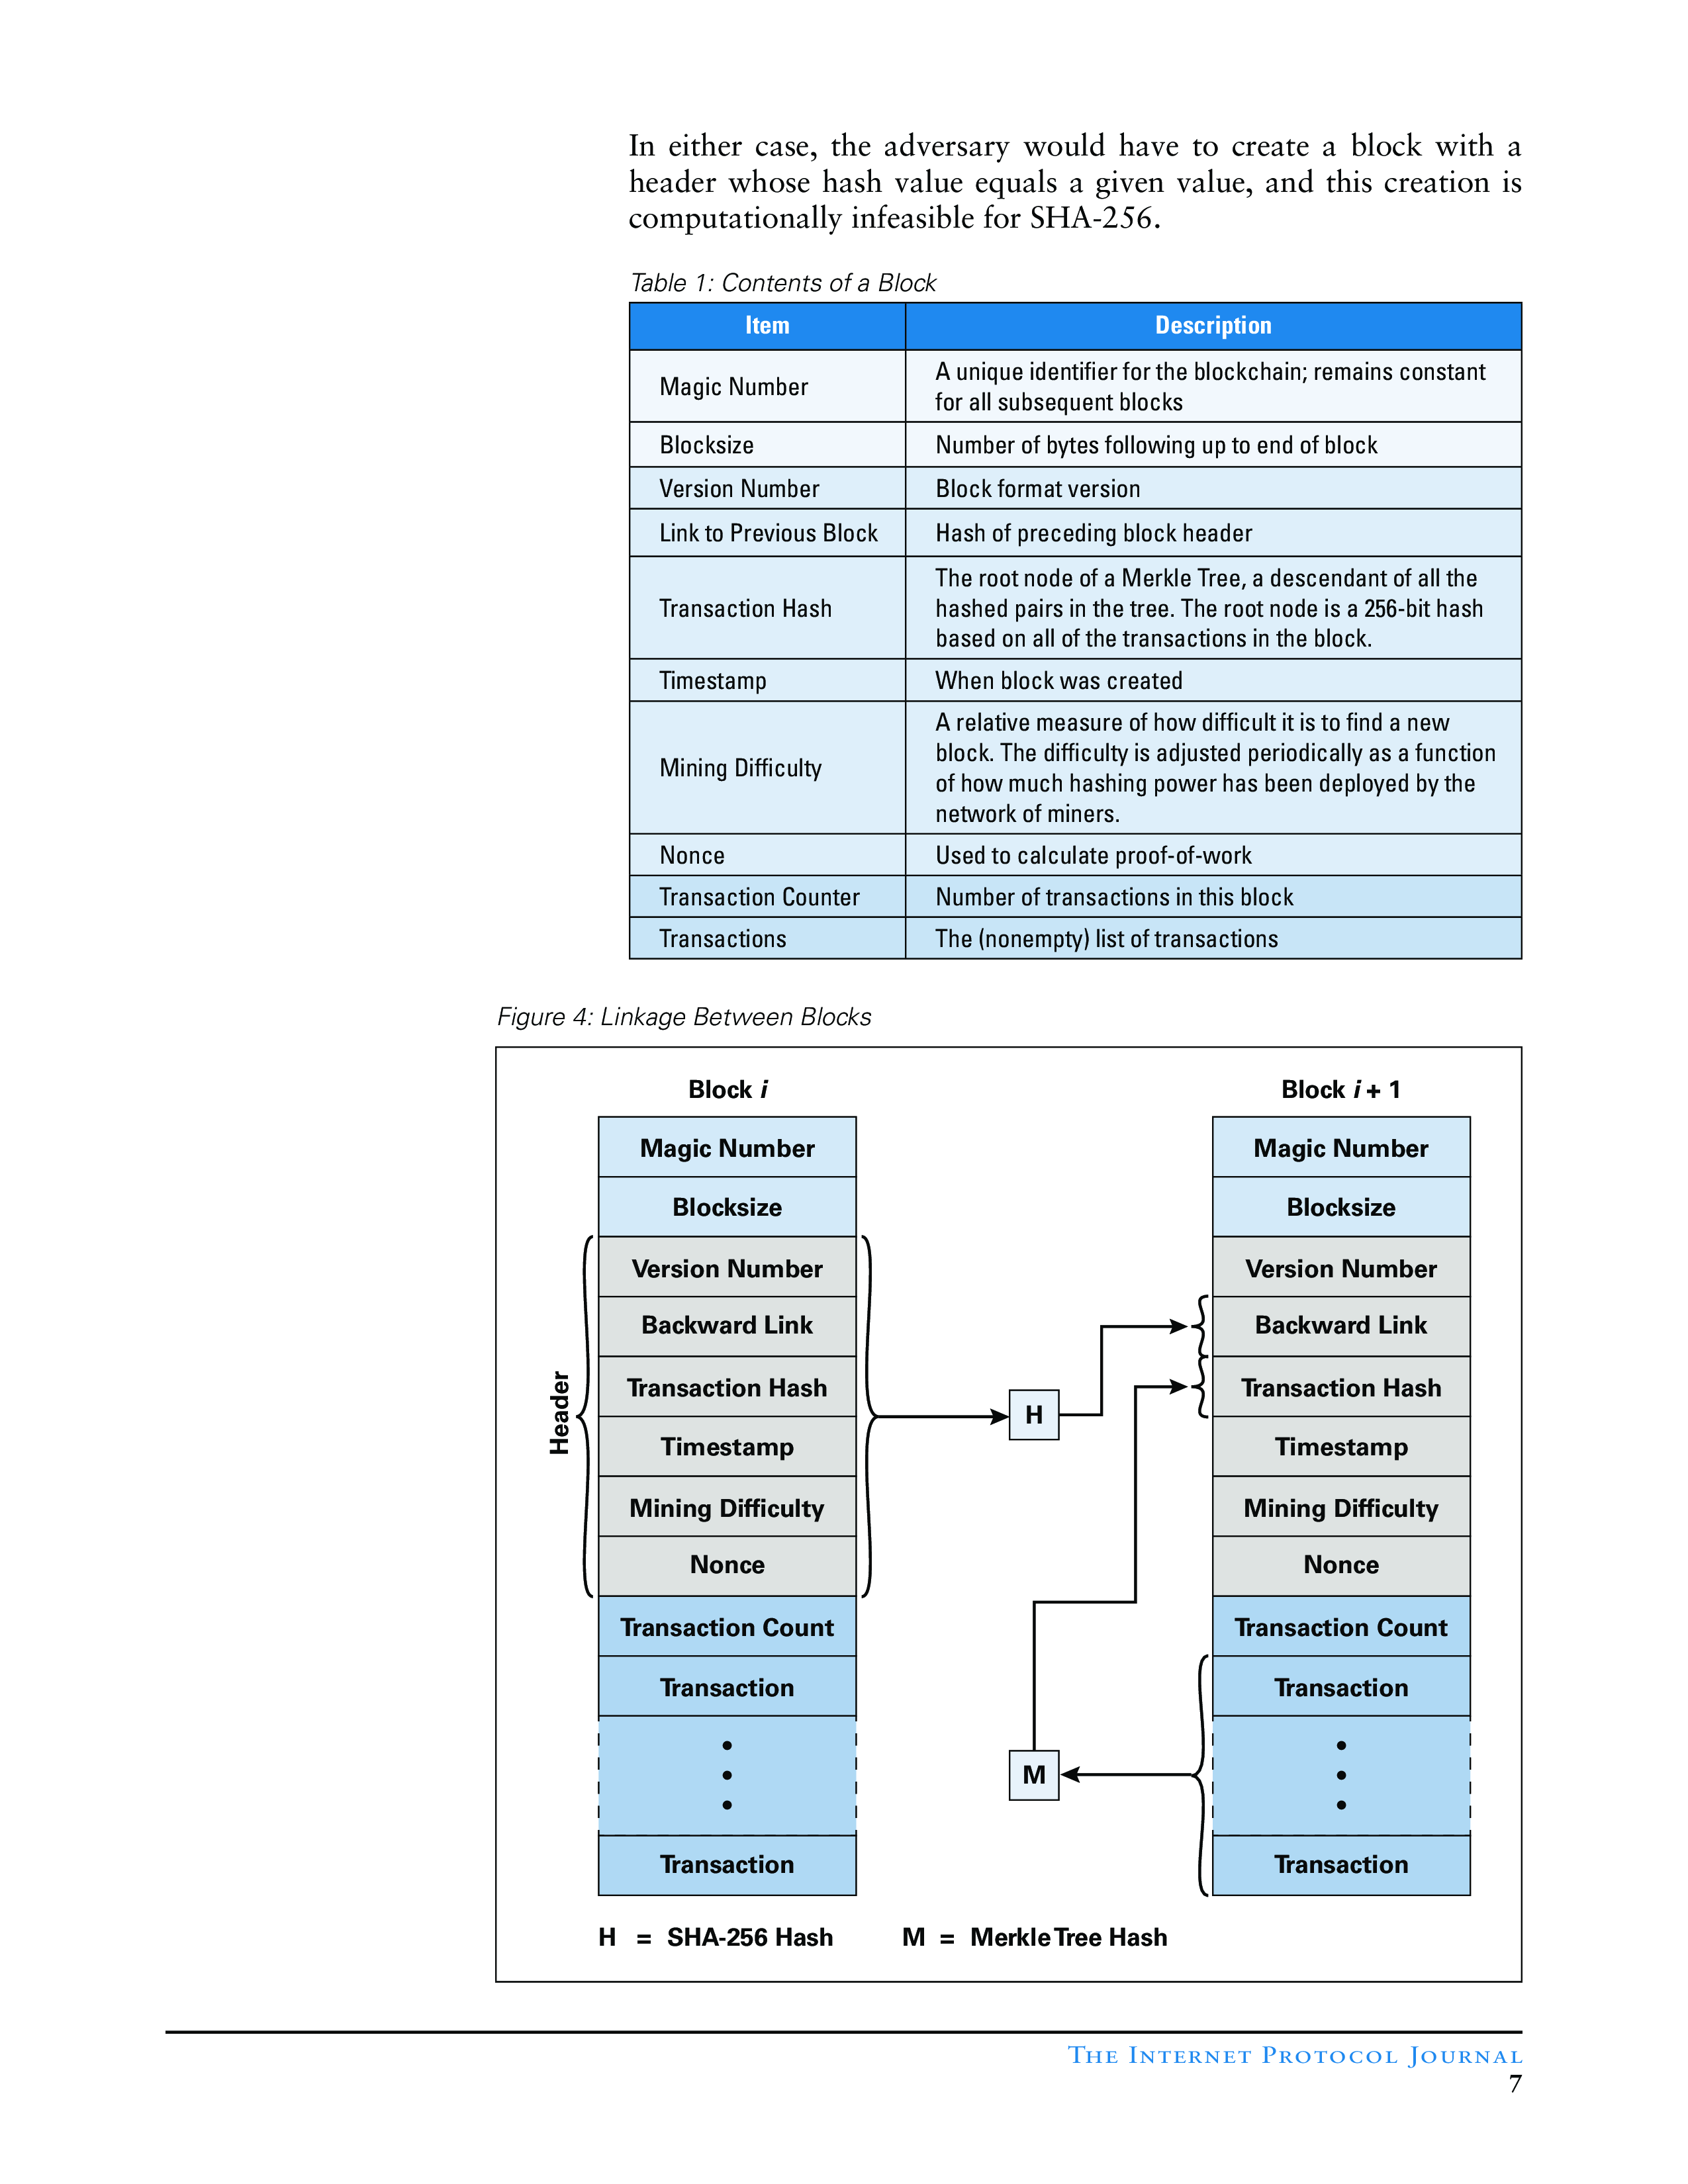 In either case, the adversary would have to create a block with a
header whose hash value equals a given value, and this creation is
computationally infeasible for SHA-256.
Table 1: Contents of a Block
Item Description
Magic Number A unique identifier for the blockchain; remains constant
for all subsequent blocks
Blocksize Number of bytes following up to end of block
Version Number Block format version
Link to Previous Block Hash of preceding block header
Transaction Hash The root node of a Merkle Tree, a descendant of all the
hashed pairs in the tree. The root node is a 256-bit hash
based on all of the transactions in the block.
Timestamp When block was created
Mining Difficulty A relative measure of how difficult it is to find a new
block. The difficulty is adjusted periodically as a function
of how much hashing power has been deployed by the
network of miners.
Nonce Used to calculate proof-of-work
Transaction Counter Number of transactions in this block
Transactions The (nonempty) list of transactions
Figure 4: Linkage Between Blocks
Block i
Magic Number
Blocksize
Header
Version Number
Backward Link
Transaction Hash
Timestamp
Mining Difficulty
Nonce
Transaction Count
Transaction
Transaction
H
M
Block i + 1
Magic Number
Blocksize
Version Number
Backward Link
Transaction Hash
Timestamp
Mining Difficulty
Nonce
Transaction Count
Transaction
Transaction
H = SHA-256 Hash M = Merkle Tree Hash
The Internet Protocol Journal
7